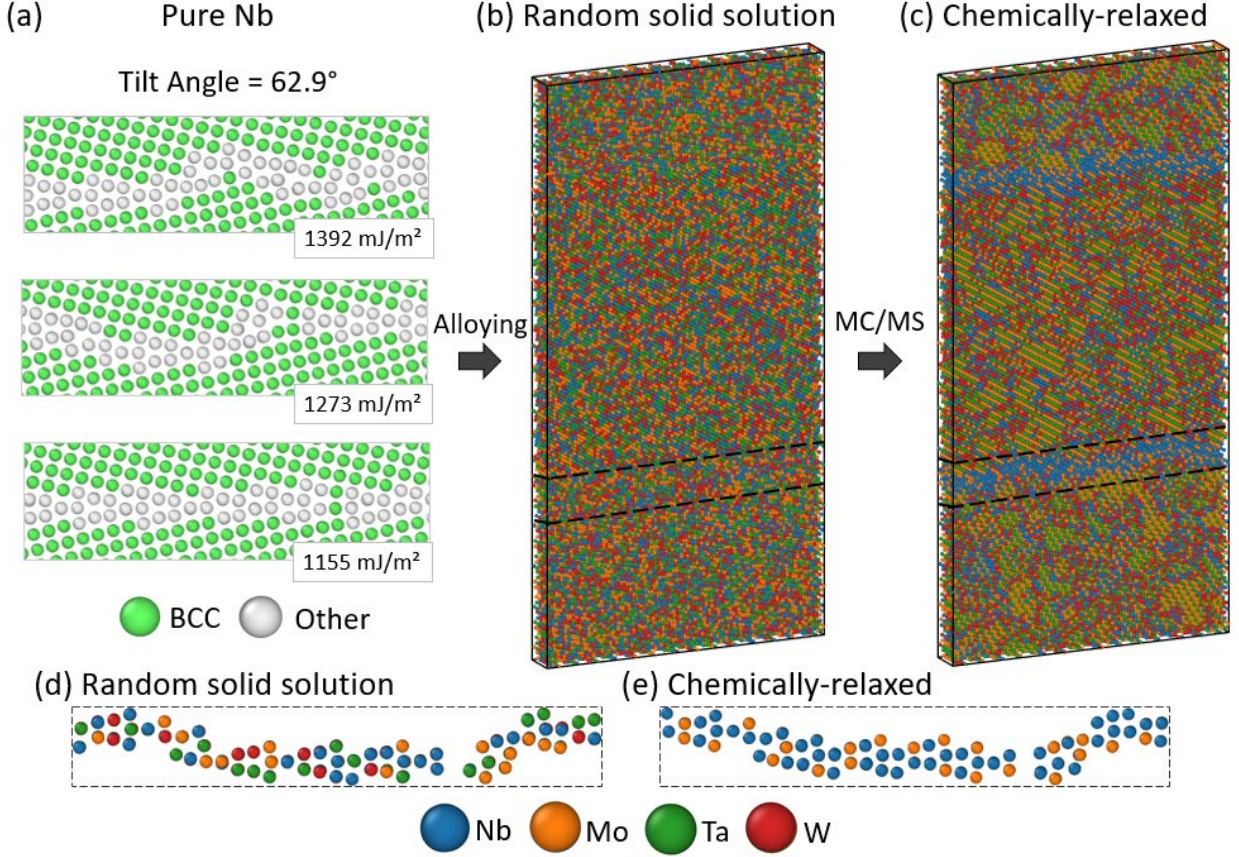 (a) Pure Nb
(b) Random solid solution
(c) Chemically-relaxed
Tilt Angle = 62.9°
1392 mJ/m²
1273 mJ/m²
1155 mJ/m²
BCC Other
Alloying
MC/MS
(d) Random solid solution
(e) Chemically-relaxed
Nb Mo Ta W